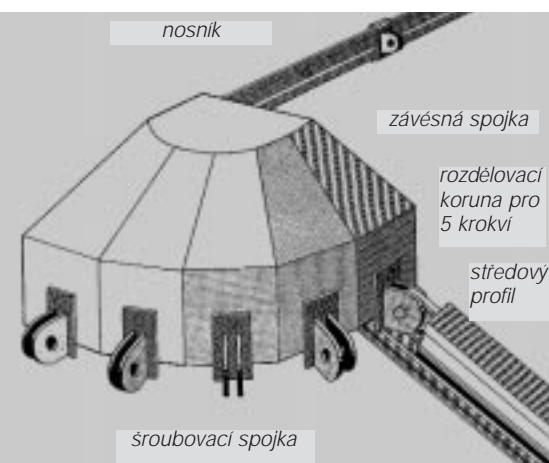 nosník
závésná spojka
rozdělovací
koruna pro
5 krokví
středový
profil
šroubovací spojka